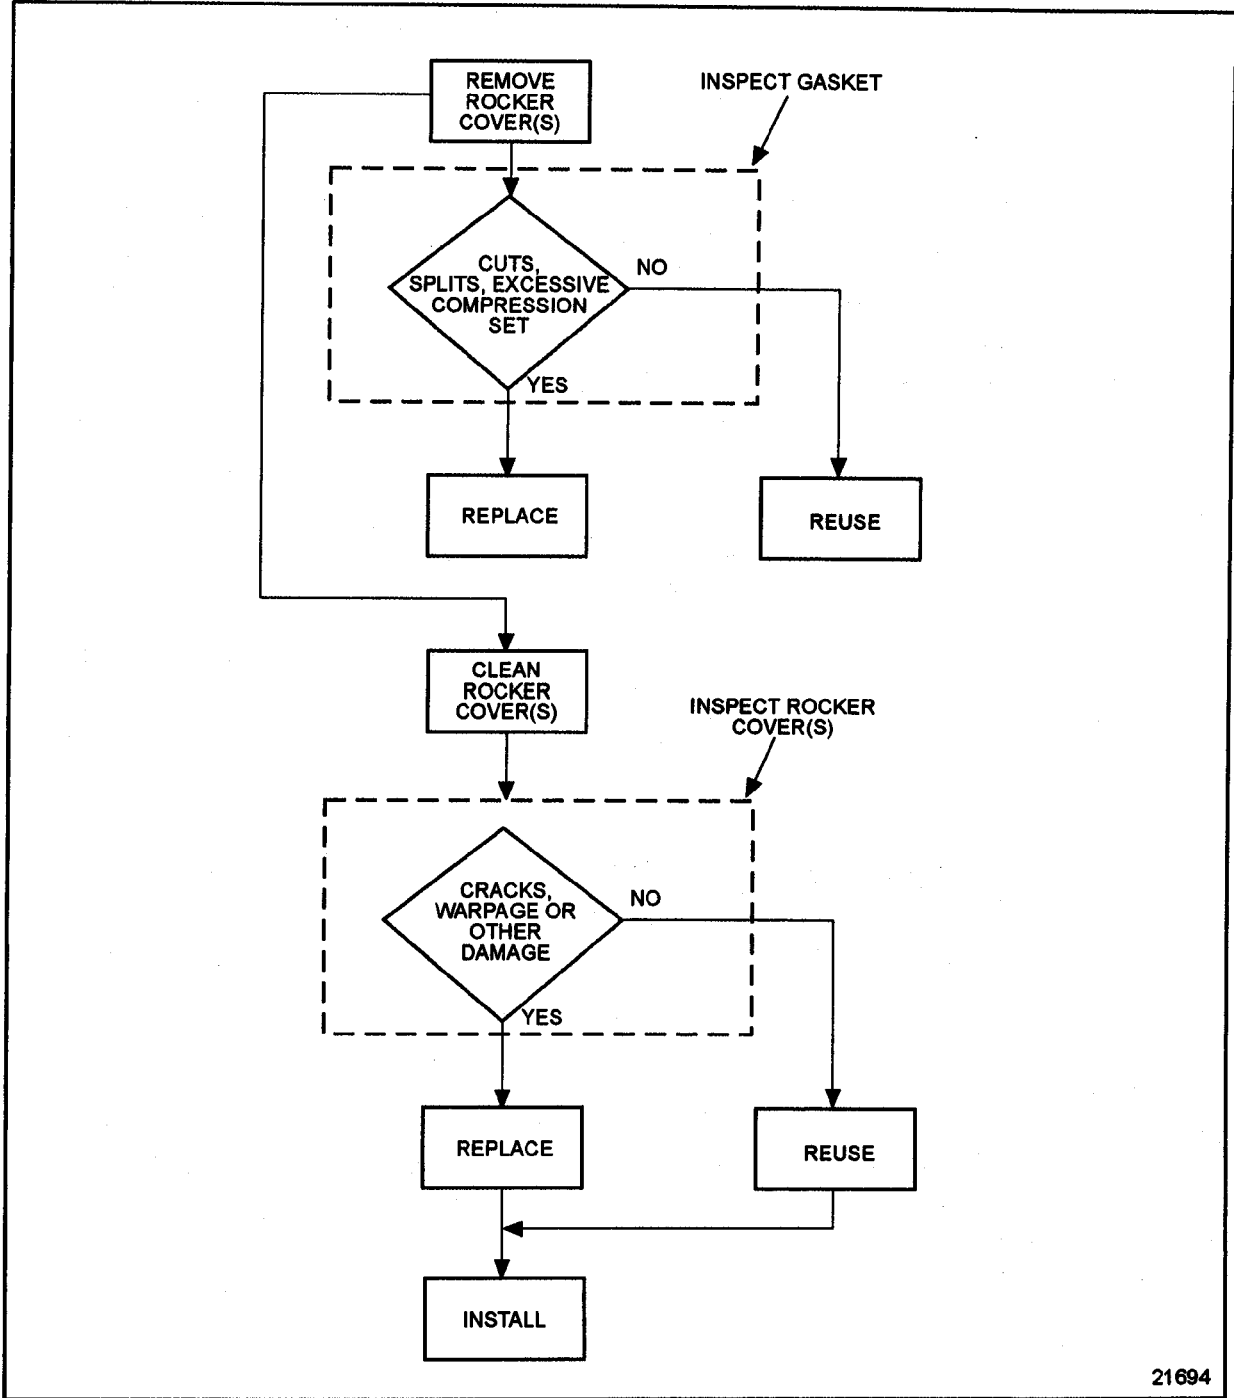 REMOVE
ROCKER
COVER(S)
INSPECT GASKET
CUTS,
SPLITS, EXCESSIVE
COMPRESSION
SET
NO
YES
REPLACE
REUSE
CLEAN
ROCKER
COVER(S)
INSPECT ROCKER
COVER(S)
CRACKS,
WARPAGE OR
OTHER
DAMAGE
NO
YES
REPLACE
REUSE
INSTALL
21694